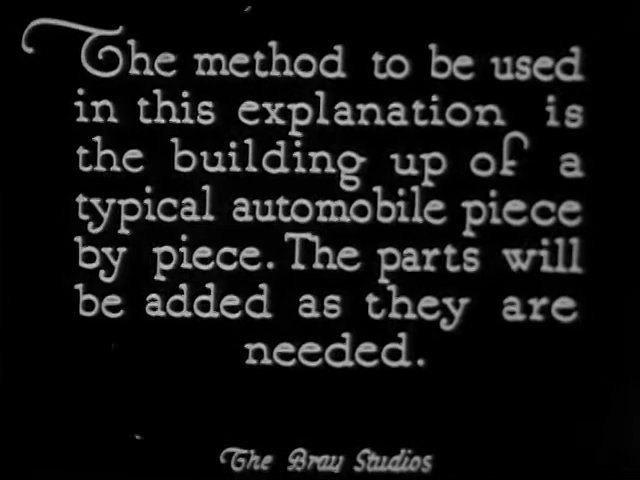 The method to be used
in this explanation is
the building up of a
typical automobile piece
by piece. The parts will
be added as they are
needed.
The Bray Studios